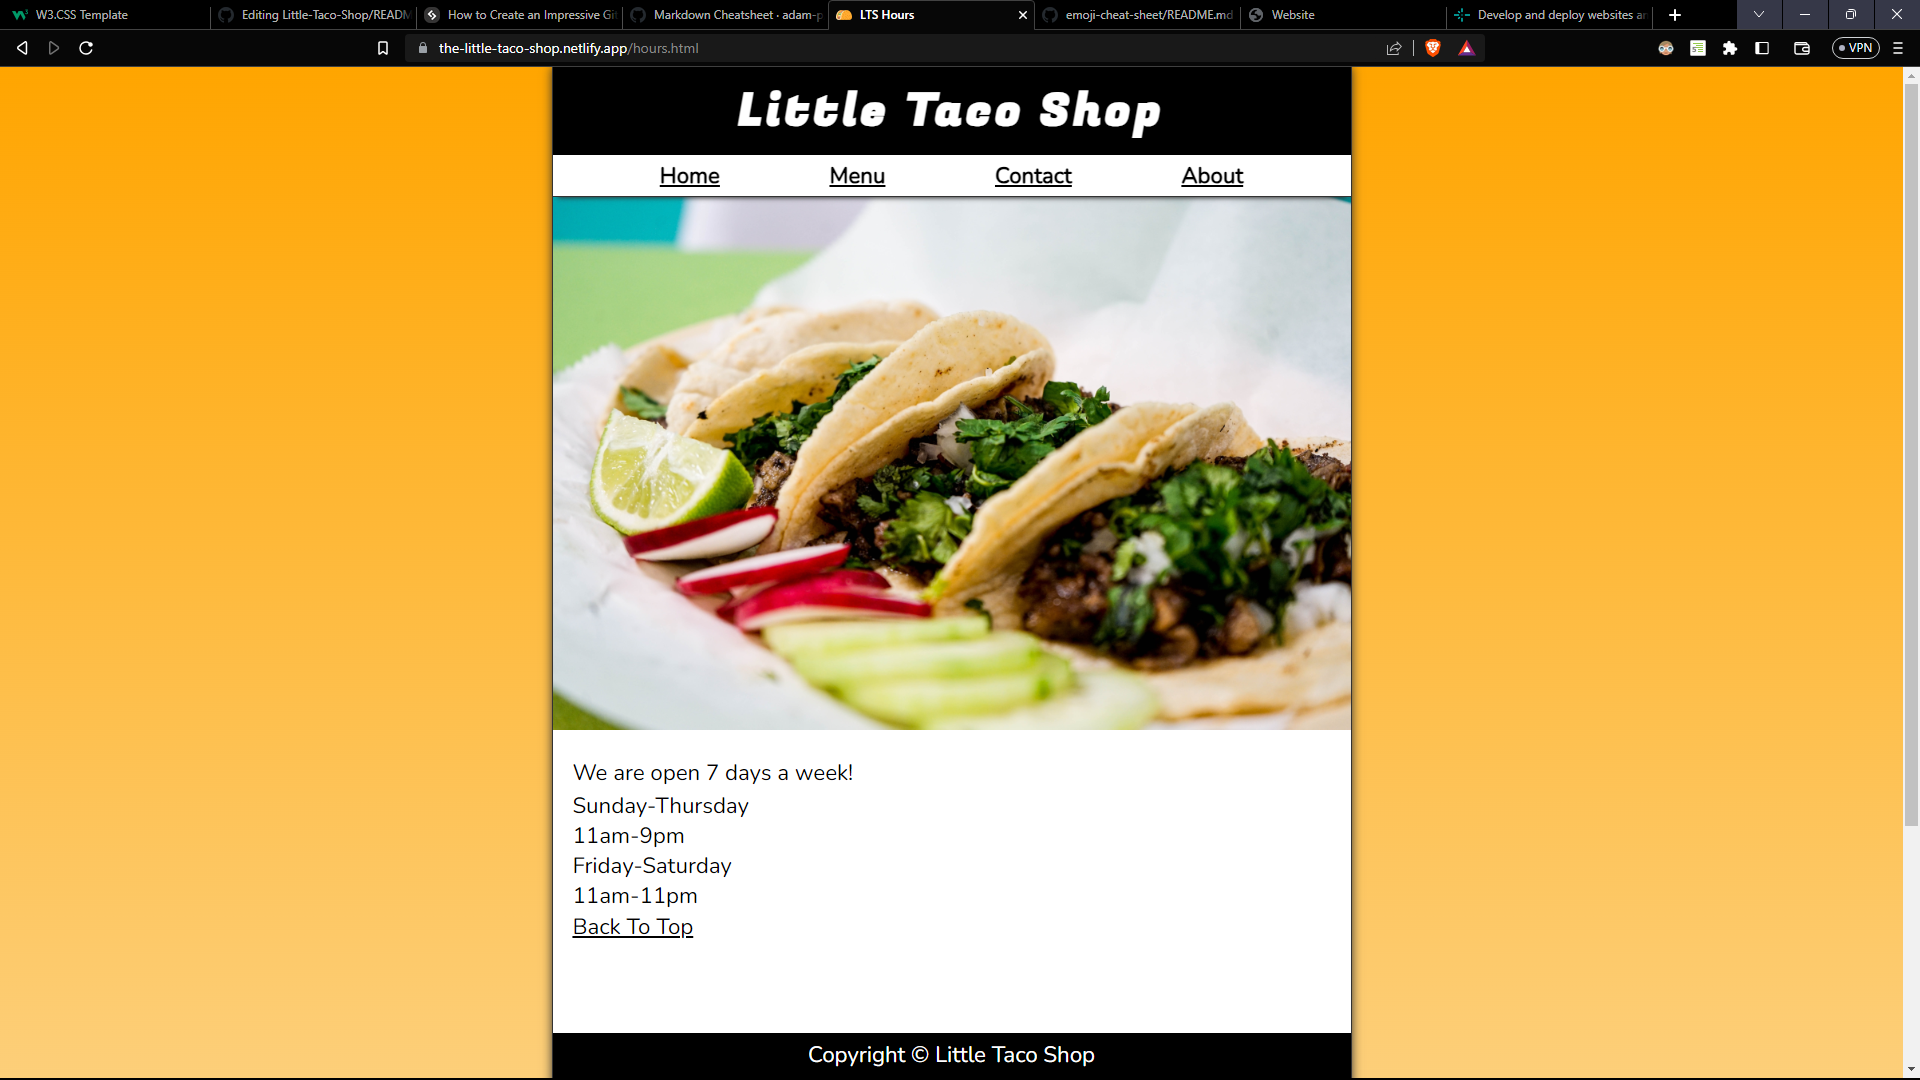 W3.CSS Template
Editing Little-Taco-Shop/READM
How to Create an Impressive Gi
Markdown Cheatsheet · adam-p
LTS Hours
emoji-cheat-sheet/README.md
Website
Develop and deploy websites a
the-little-taco-shop.netlify.app/hours.html
VPN
Little Taco Shop
Home Menu Contact About
We are open 7 days a week!
Sunday-Thursday
11am-9pm
Friday-Saturday
11am-11pm
Back To Top
Copyright © Little Taco Shop